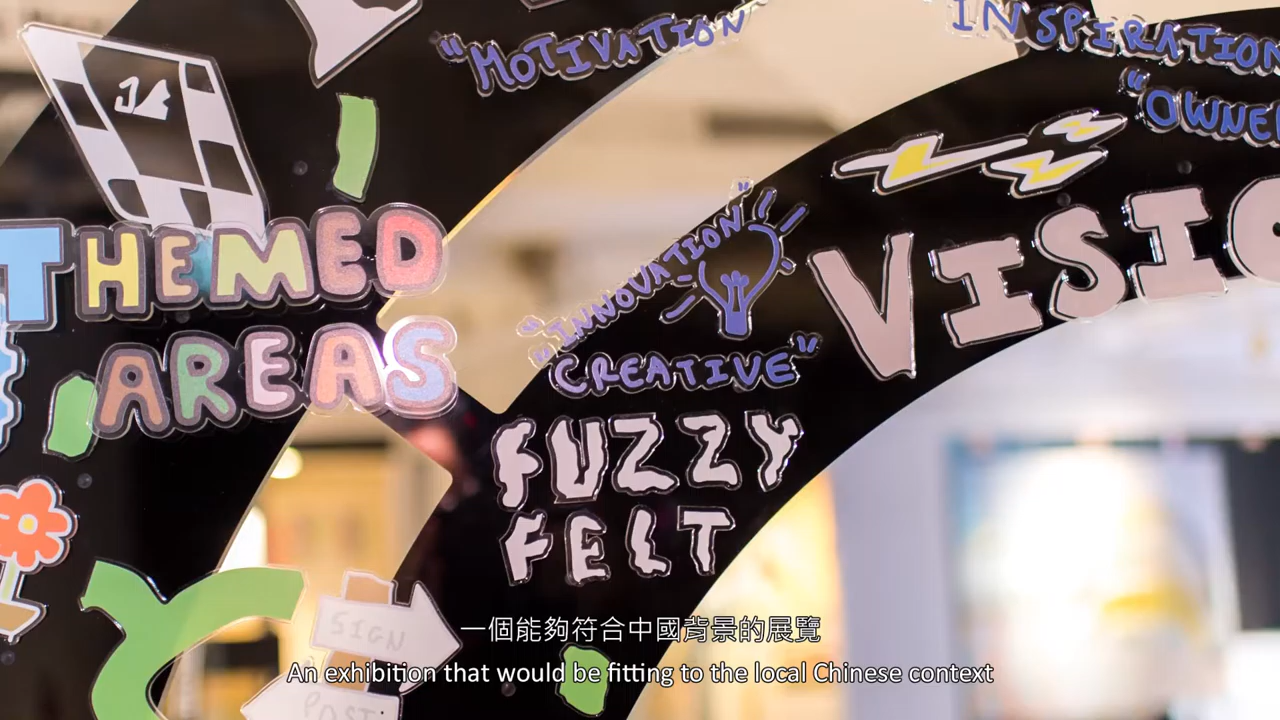 "MOTIVATION"
INSPIRATION
"OWNE
THEMED
AREAS
"INNOVATION"
"CREATIVE"
VISIO
FUZZY
FELT
SIGN
POST
一個能夠符合中國背景的展覽
An exhibition that would be fitting to the local Chinese context